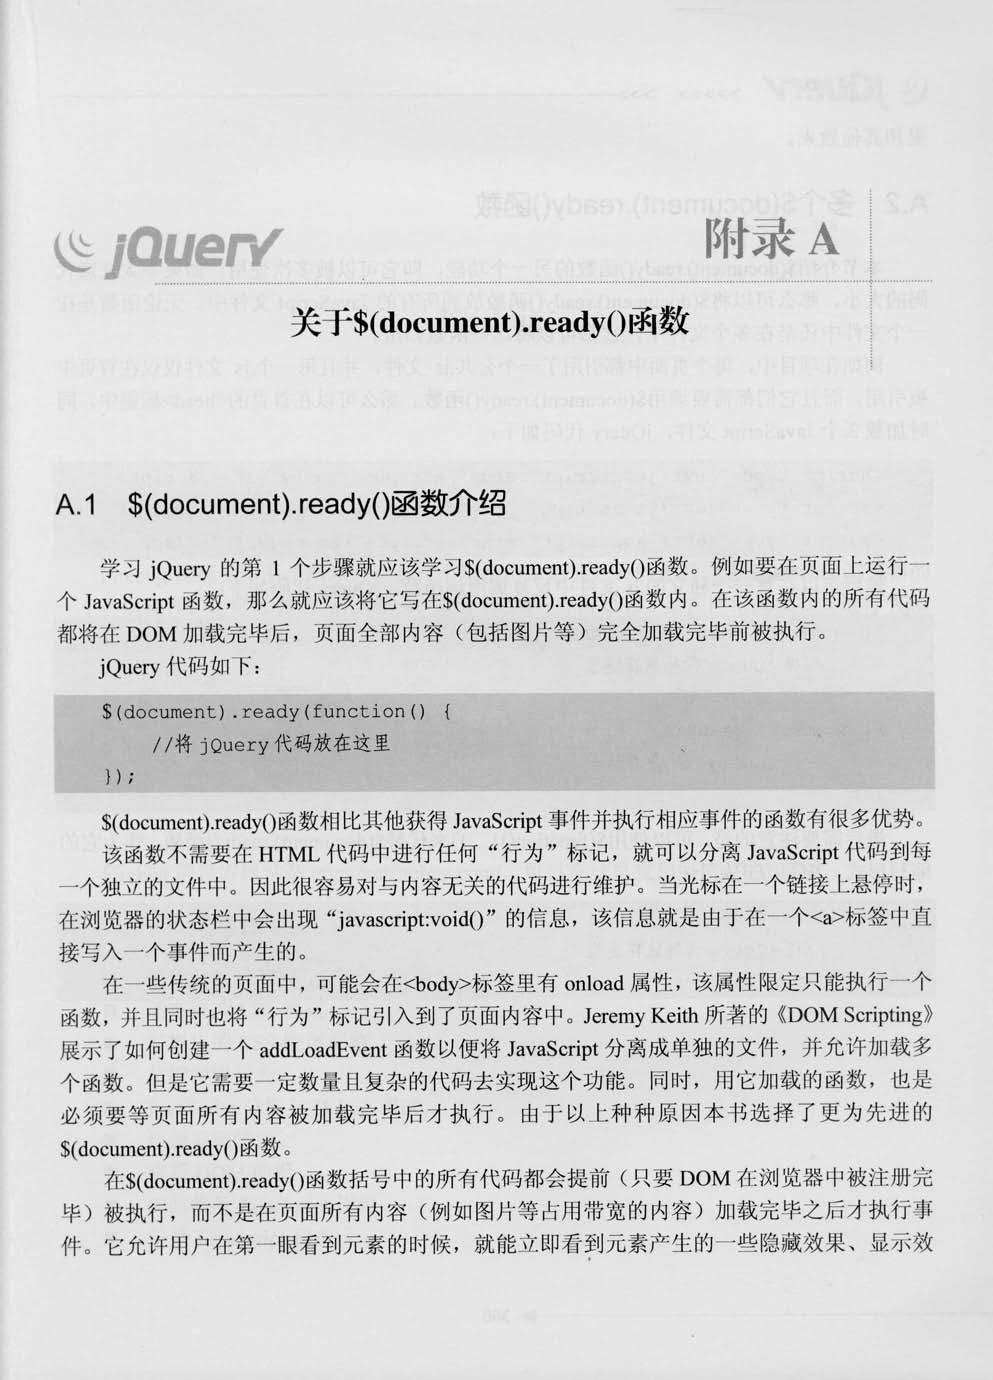 jQuery
附录 A
关于$(document).ready()函数
A.1 $(document).ready()函数介绍
学习 jQuery 的第 1 个步骤就应该学习$(document).ready()函数。例如要在页面上运行一
个 JavaScript 函数，那么就应该将它写在$(document).ready()函数内。在该函数内的所有代码
都将在 DOM 加载完毕后，页面全部内容（包括图片等）完全加载完毕前被执行。
jQuery 代码如下：
$(document).ready(function() {
//将 jQuery 代码放在这里
});
$(document).ready()函数相比其他获得 JavaScript 事件并执行相应事件的函数有很多优势。
该函数不需要在 HTML 代码中进行任何“行为”标记，就可以分离 JavaScript 代码到每
一个独立的文件中。因此很容易对与内容无关的代码进行维护。当光标在一个链接上悬停时，
在浏览器的状态栏中会出现“javascript:void()”的信息，该信息就是由于在一个<a>标签中直
接写入一个事件而产生的。
在一些传统的页面中，可能会在<body>标签里有 onload 属性，该属性限定只能执行一个
函数，并且同时也将“行为”标记引入到了页面内容中。Jeremy Keith 所著的《DOM Scripting》
展示了如何创建一个 addLoadEvent 函数以便将 JavaScript 分离成单独的文件，并允许加载多
个函数。但是它需要一定数量且复杂的代码去实现这个功能。同时，用它加载的函数，也是
必须要等页面所有内容被加载完毕后才执行。由于以上种种原因本书选择了更为先进的
$(document).ready()函数。
在$(document).ready()函数括号中的所有代码都会提前（只要 DOM 在浏览器中被注册完
毕）被执行，而不是在页面所有内容（例如图片等占用带宽的内容）加载完毕之后才执行事
件。它允许用户在第一眼看到元素的时候，就能立即看到元素产生的一些隐藏效果、显示效